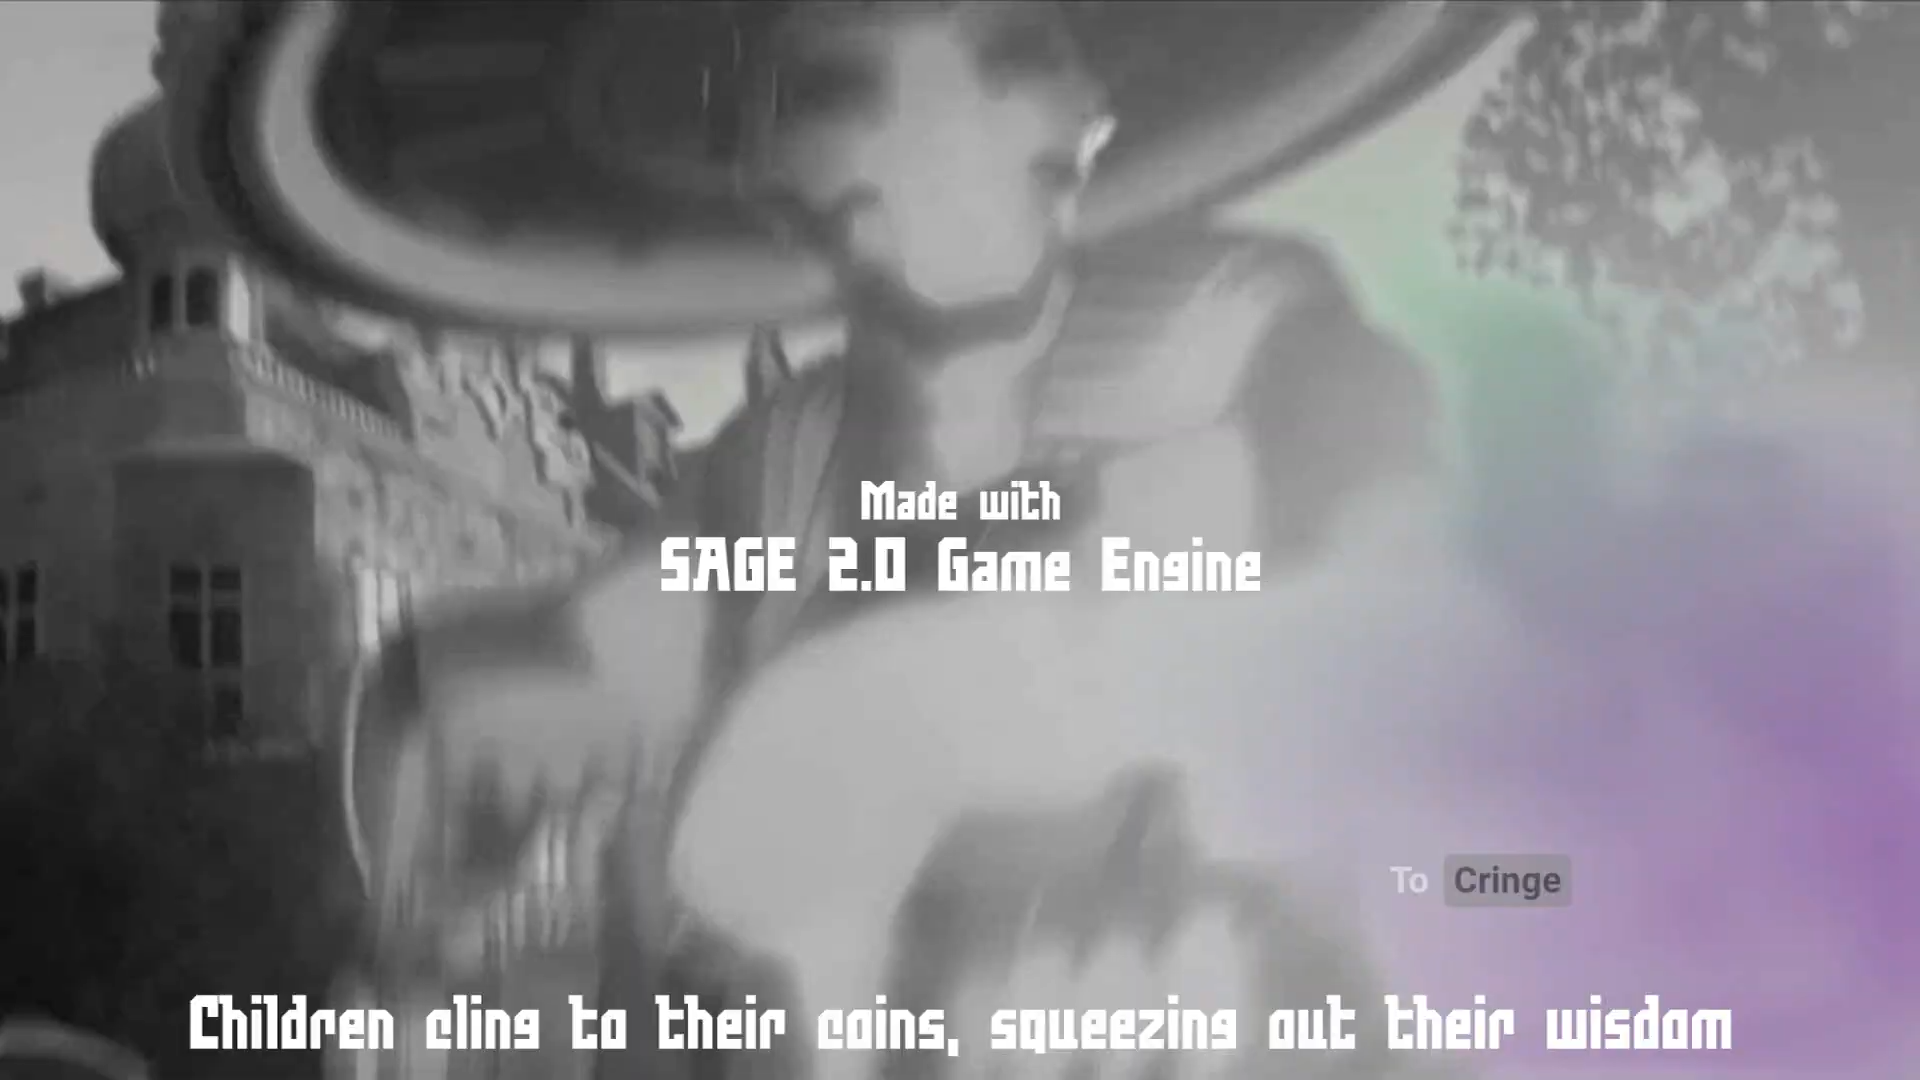 Made with
SAGE 2.0 Game Engine
To Cringe
Children cling to their coins, squeezing out their wisdom